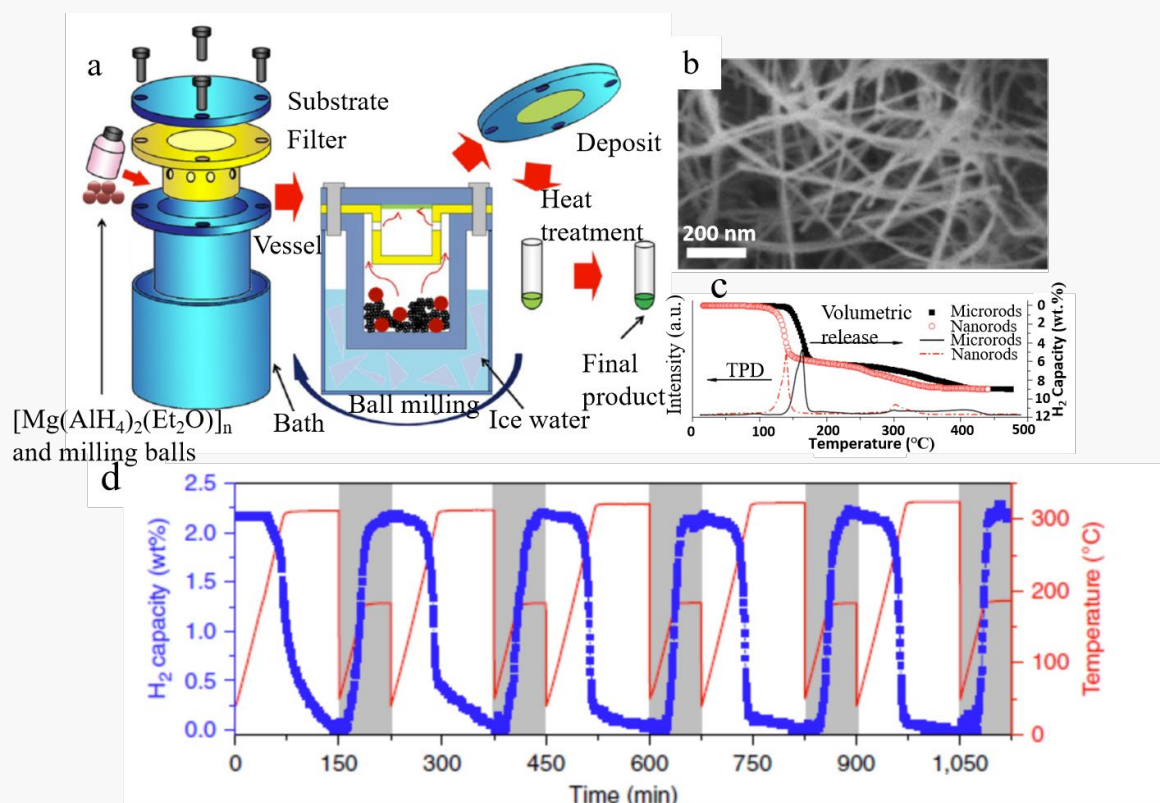 a
Substrate
Filter
Vessel
[Mg(AlH4)2(Et2O)]n
and milling balls
Bath
Ball milling
Ice water
Deposit
Heat
treatment
Final
product
b
200 nm
c
Intensity (a.u.)
Volumetric
release
TPD
Microrods
Nanorods
Microrods
Nanorods
0
2
4
6
8
10
12
H2 Capacity (wt.%)
0 100 200 300 400 500
Temperature (°C)
d
H2 capacity (wt%)
2.5
2.0
1.5
1.0
0.5
0.0
300
200
100
0
Temperature (°C)
0 150 300 450 600 750 900 1,050
Time (min)